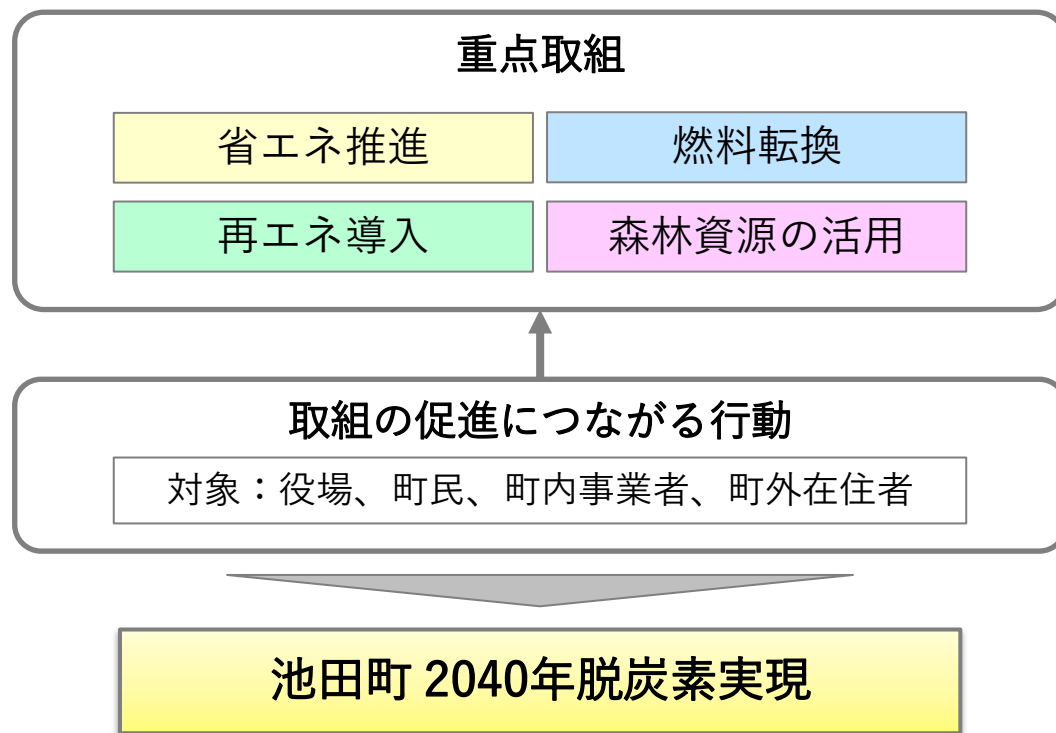 重点取組
省エネ推進
燃料転換
再エネ導入
森林資源の活用
取組の促進につながる行動
対象：役場、町民、町内事業者、町外在住者
池田町 2040年脱炭素実現